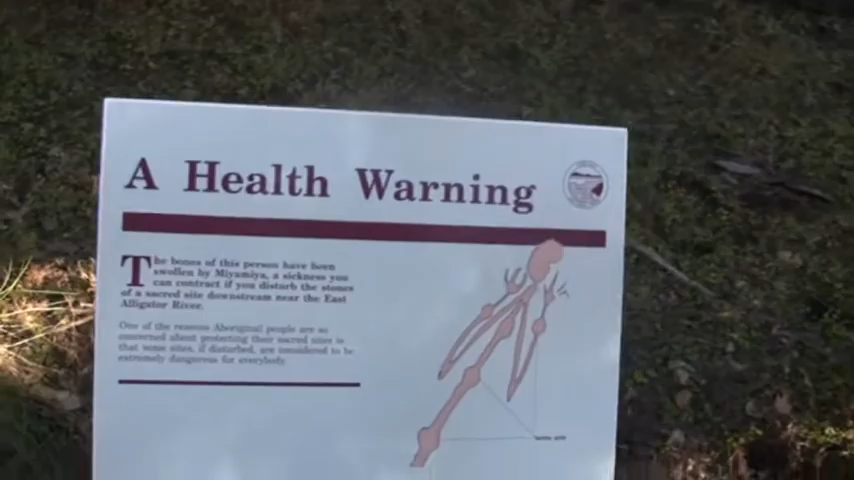 A Health Warning
The bones of this person have been
swollen by Miyamiya, a sickness you
can contract if you disturb the stones
of a sacred site downstream near the East
Alligator River.
One of the reasons Aboriginal people are so
concerned about protecting their sacred sites is
that some sites, if disturbed, are considered to be
extremely dangerous for everybody.